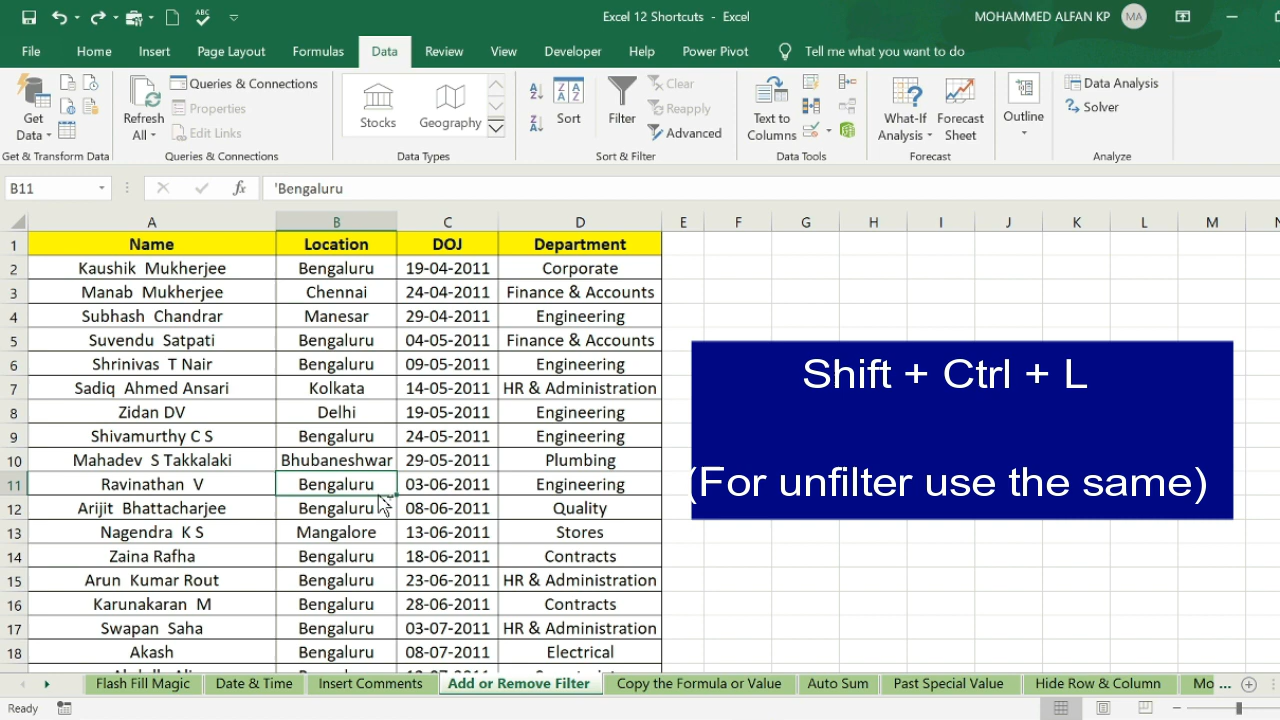 ABC
Excel 12 Shortcuts - Excel
MOHAMMED ALFAN KP
MA
File Home Insert Page Layout Formulas Data Review View Developer Help Power Pivot Tell me what you want to do
Get Data
Refresh All
Queries & Connections
Properties
Edit Links
Stocks
Geography
Sort
Filter
Clear
Reapply
Advanced
Text to Columns
What-If Analysis
Forecast Sheet
Outline
Data Analysis
Solver
Get & Transform Data Queries & Connections Data Types Sort & Filter Data Tools Forecast Analyze
B11 fx 'Bengaluru
A B C D E F G H I J K L M N
1 Name Location DOJ Department
2 Kaushik Mukherjee Bengaluru 19-04-2011 Corporate
3 Manab Mukherjee Chennai 24-04-2011 Finance & Accounts
4 Subhash Chandrar Manesar 29-04-2011 Engineering
5 Suvendu Satpati Bengaluru 04-05-2011 Finance & Accounts
6 Shrinivas T Nair Bengaluru 09-05-2011 Engineering
7 Sadiq Ahmed Ansari Kolkata 14-05-2011 HR & Administration
8 Zidan DV Delhi 19-05-2011 Engineering
9 Shivamurthy C S Bengaluru 24-05-2011 Engineering
10 Mahadev S Takkalaki Bhubaneshwar 29-05-2011 Plumbing
11 Ravinathan V Bengaluru 03-06-2011 Engineering
12 Arijit Bhattacharjee Bengaluru 08-06-2011 Quality
13 Nagendra K S Mangalore 13-06-2011 Stores
14 Zaina Rafha Bengaluru 18-06-2011 Contracts
15 Arun Kumar Rout Bengaluru 23-06-2011 HR & Administration
16 Karunakaran M Bengaluru 28-06-2011 Contracts
17 Swapan Saha Bengaluru 03-07-2011 HR & Administration
18 Akash Bengaluru 08-07-2011 Electrical
Shift + Ctrl + L
(For unfilter use the same)
Flash Fill Magic Date & Time Insert Comments Add or Remove Filter Copy the Formula or Value Auto Sum Past Special Value Hide Row & Column Mo ...
Ready